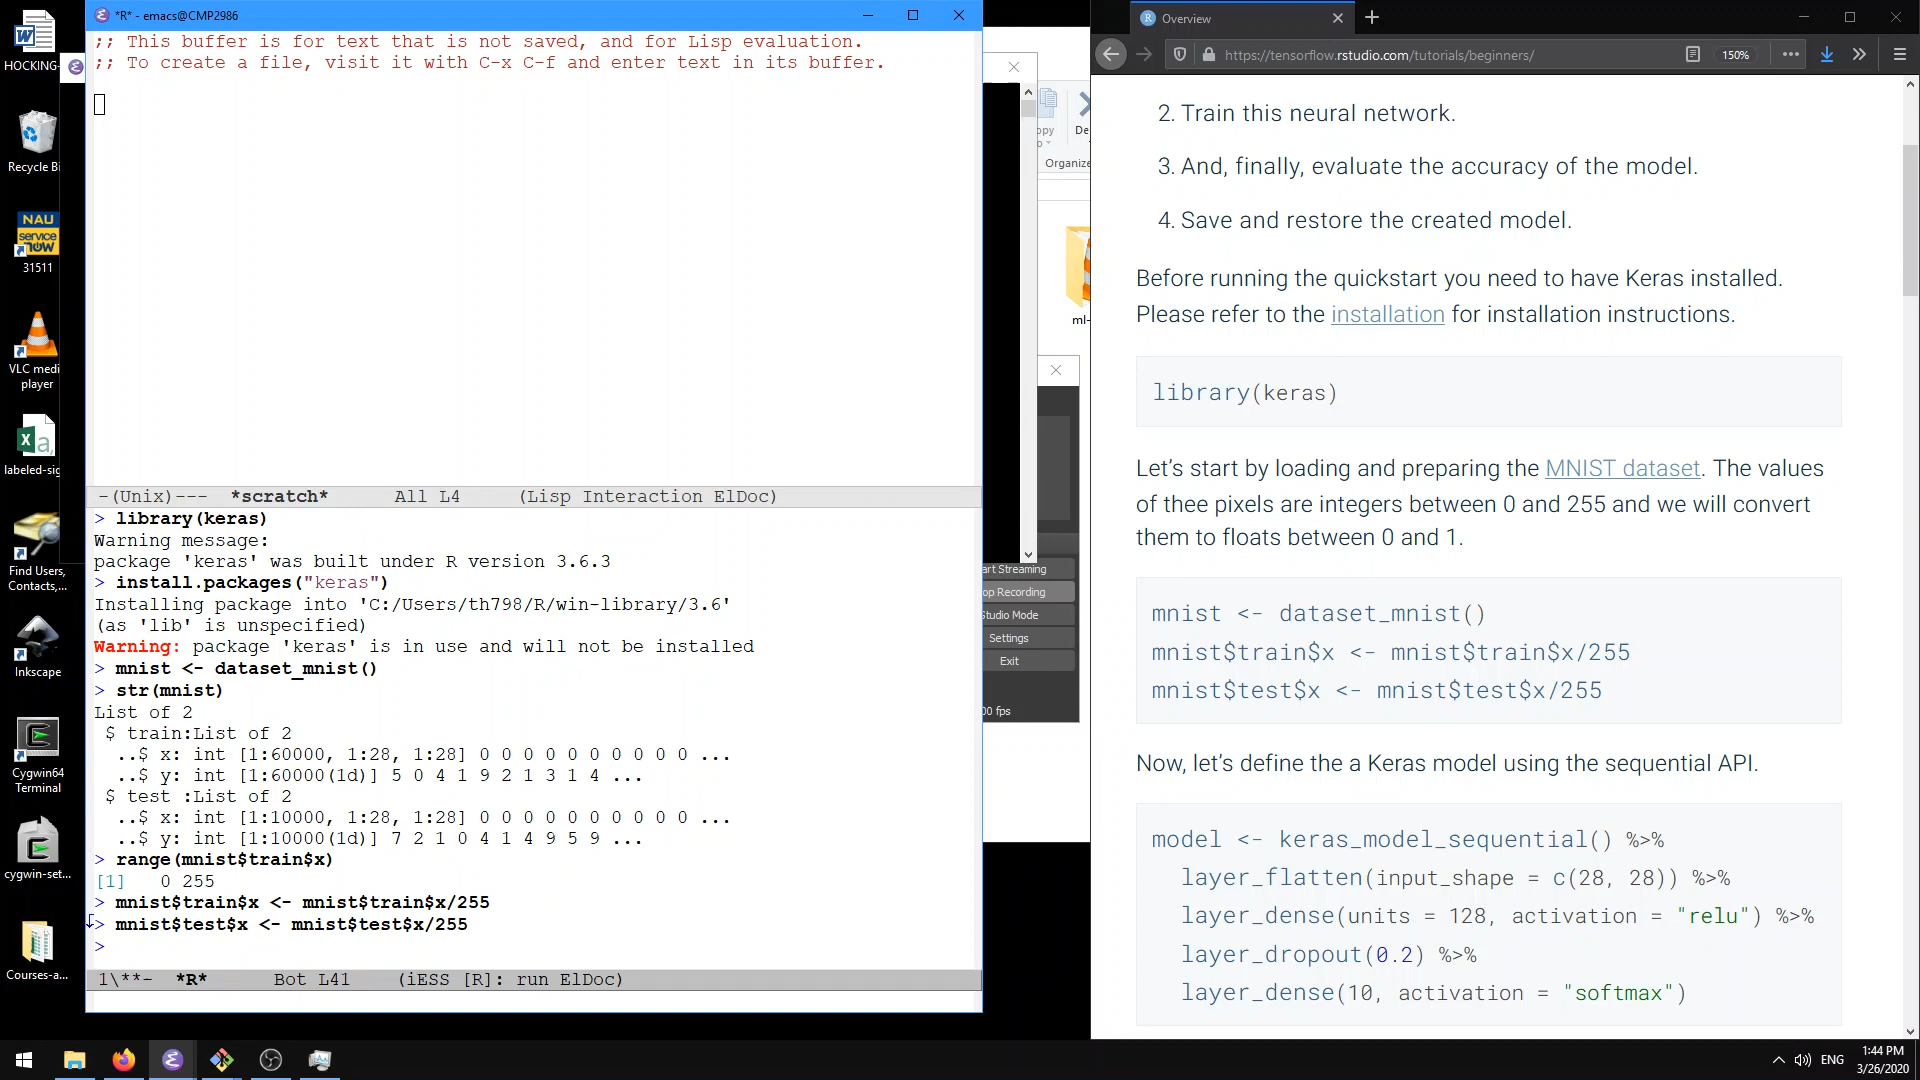 *R* - emacs@CMP2986
;; This buffer is for text that is not saved, and for Lisp evaluation.
;; To create a file, visit it with C-x C-f and enter text in its buffer.
-(Unix)--- *scratch* All L4 (Lisp Interaction ElDoc)
> library(keras)
Warning message:
package 'keras' was built under R version 3.6.3
> install.packages("keras")
Installing package into 'C:/Users/th798/R/win-library/3.6'
(as 'lib' is unspecified)
Warning: package 'keras' is in use and will not be installed
> mnist <- dataset_mnist()
> str(mnist)
List of 2
$ train:List of 2
..$ x: int [1:60000, 1:28, 1:28] 0 0 0 0 0 0 0 0 0 0 ...
..$ y: int [1:60000(1d)] 5 0 4 1 9 2 1 3 1 4 ...
$ test :List of 2
..$ x: int [1:10000, 1:28, 1:28] 0 0 0 0 0 0 0 0 0 0 ...
..$ y: int [1:10000(1d)] 7 2 1 0 4 1 4 9 5 9 ...
> range(mnist$train$x)
[1] 0 255
> mnist$train$x <- mnist$train$x/255
> mnist$test$x <- mnist$test$x/255
>
1\**- *R* Bot L41 (iESS [R]: run ElDoc)
HOCKING-
Recycle Bi
NAU
service
now
31511
VLC medi
player
labeled-sig
Find Users,
Contacts,...
Inkscape
Cygwin64
Terminal
cygwin-set...
Courses-a...
opy
De
Organize
ml-
art Streaming
op Recording
Studio Mode
Settings
Exit
00 fps
Overview
https://tensorflow.rstudio.com/tutorials/beginners/
150%
2. Train this neural network.
3. And, finally, evaluate the accuracy of the model.
4. Save and restore the created model.
Before running the quickstart you need to have Keras installed.
Please refer to the installation for installation instructions.
library(keras)
Let's start by loading and preparing the MNIST dataset. The values
of thee pixels are integers between 0 and 255 and we will convert
them to floats between 0 and 1.
mnist <- dataset_mnist()
mnist$train$x <- mnist$train$x/255
mnist$test$x <- mnist$test$x/255
Now, let's define the a Keras model using the sequential API.
model <- keras_model_sequential() %>%
layer_flatten(input_shape = c(28, 28)) %>%
layer_dense(units = 128, activation = "relu") %>%
layer_dropout(0.2) %>%
layer_dense(10, activation = "softmax")
ENG
1:44 PM
3/26/2020